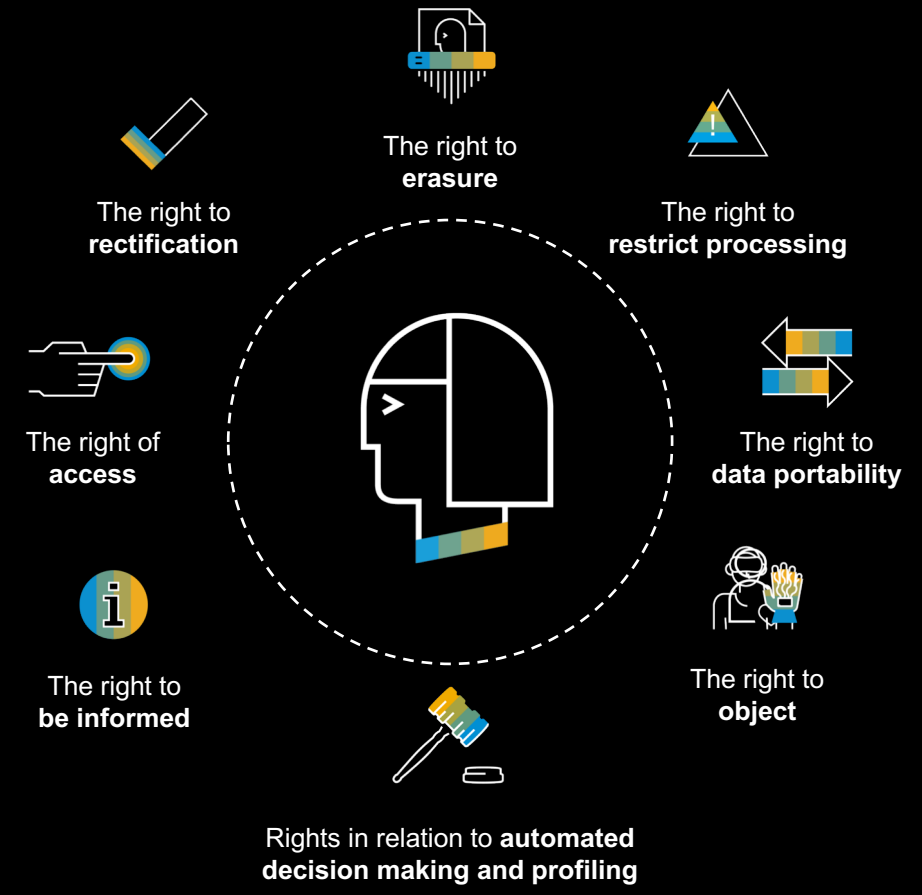 The right to
erasure
The right to
rectification
The right to
restrict processing
The right of
access
The right to
data portability
i
The right to
be informed
The right to
object
Rights in relation to automated
decision making and profiling